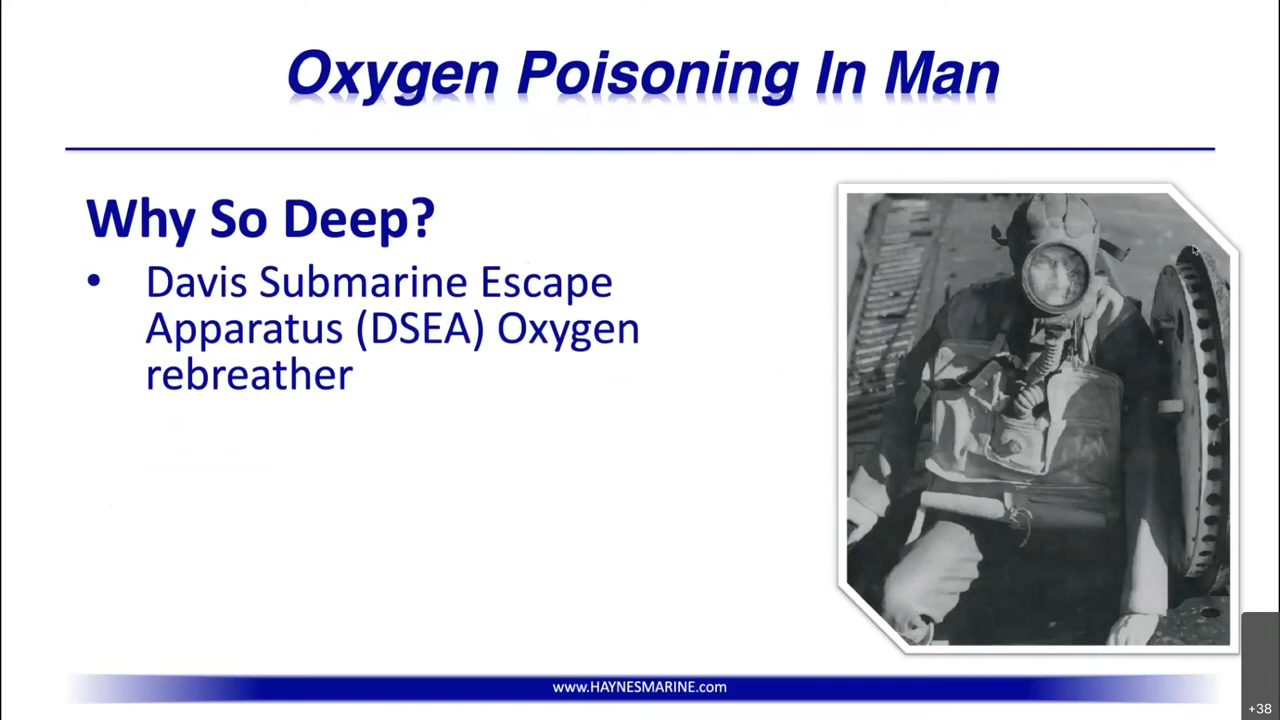 Oxygen Poisoning In Man
Why So Deep?
• Davis Submarine Escape
Apparatus (DSEA) Oxygen
rebreather
www.HAYNESMARINE.com
+38